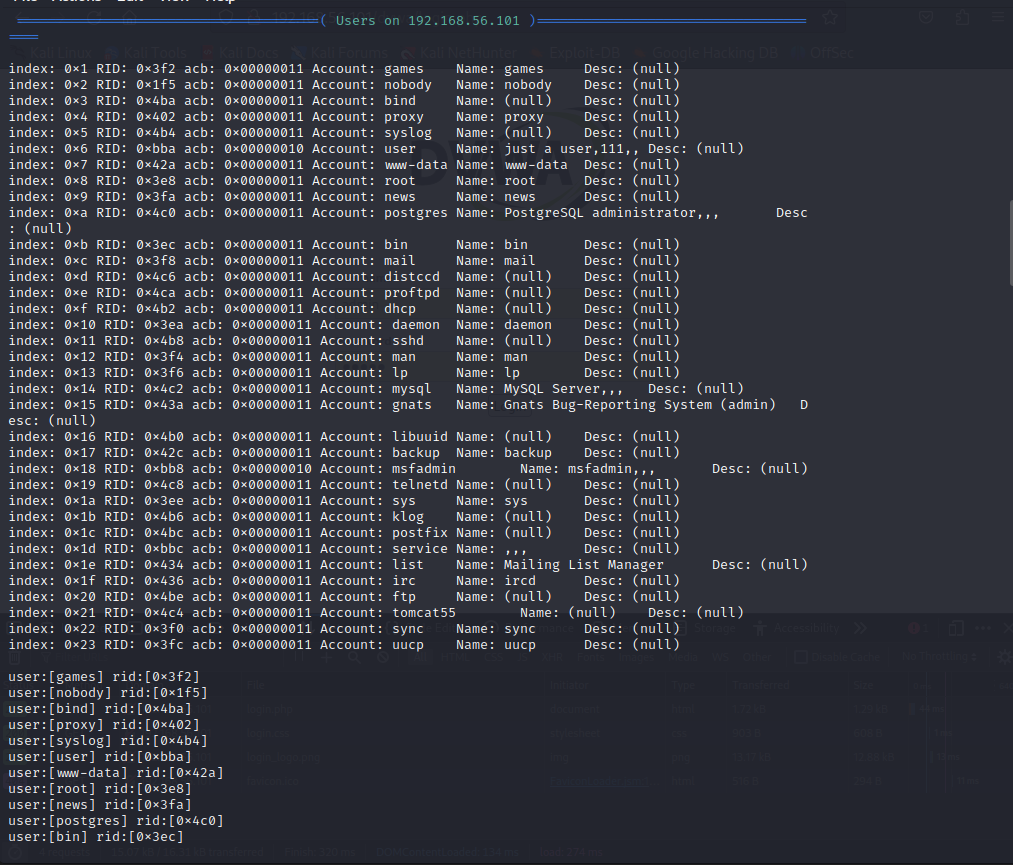 ( Users on 192.168.56.101 )
Kali Linux Kali Tools Kali Docs Kali Forums Kali NetHunter Exploit-DB Google Hacking DB OffSec
index: 0×1 RID: 0×3f2 acb: 0×00000011 Account: games Name: games Desc: (null)
index: 0×2 RID: 0×1f5 acb: 0×00000011 Account: nobody Name: nobody Desc: (null)
index: 0×3 RID: 0×4ba acb: 0×00000011 Account: bind Name: (null) Desc: (null)
index: 0×4 RID: 0×402 acb: 0×00000011 Account: proxy Name: proxy Desc: (null)
index: 0×5 RID: 0×4b4 acb: 0×00000011 Account: syslog Name: (null) Desc: (null)
index: 0×6 RID: 0×bba acb: 0×00000010 Account: user Name: just a user,111,, Desc: (null)
index: 0×7 RID: 0×42a acb: 0×00000011 Account: www-data Name: www-data Desc: (null)
index: 0×8 RID: 0×3e8 acb: 0×00000011 Account: root Name: root Desc: (null)
index: 0×9 RID: 0×3fa acb: 0×00000011 Account: news Name: news Desc: (null)
index: 0×a RID: 0×4c0 acb: 0×00000011 Account: postgres Name: PostgreSQL administrator,,, Desc
: (null)
index: 0×b RID: 0×3ec acb: 0×00000011 Account: bin Name: bin Desc: (null)
index: 0×c RID: 0×3f8 acb: 0×00000011 Account: mail Name: mail Desc: (null)
index: 0×d RID: 0×4c6 acb: 0×00000011 Account: distccd Name: (null) Desc: (null)
index: 0×e RID: 0×4ca acb: 0×00000011 Account: proftpd Name: (null) Desc: (null)
index: 0×f RID: 0×4b2 acb: 0×00000011 Account: dhcp Name: (null) Desc: (null)
index: 0×10 RID: 0×3ea acb: 0×00000011 Account: daemon Name: daemon Desc: (null)
index: 0×11 RID: 0×4b8 acb: 0×00000011 Account: sshd Name: (null) Desc: (null)
index: 0×12 RID: 0×3f4 acb: 0×00000011 Account: man Name: man Desc: (null)
index: 0×13 RID: 0×3f6 acb: 0×00000011 Account: lp Name: lp Desc: (null)
index: 0×14 RID: 0×4c2 acb: 0×00000011 Account: mysql Name: MySQL Server,,, Desc: (null)
index: 0×15 RID: 0×43a acb: 0×00000011 Account: gnats Name: Gnats Bug-Reporting System (admin) D
esc: (null)
index: 0×16 RID: 0×4b0 acb: 0×00000011 Account: libuuid Name: (null) Desc: (null)
index: 0×17 RID: 0×42c acb: 0×00000011 Account: backup Name: backup Desc: (null)
index: 0×18 RID: 0×bb8 acb: 0×00000010 Account: msfadmin Name: msfadmin,,, Desc: (null)
index: 0×19 RID: 0×4c8 acb: 0×00000011 Account: telnetd Name: (null) Desc: (null)
index: 0×1a RID: 0×3ee acb: 0×00000011 Account: sys Name: sys Desc: (null)
index: 0×1b RID: 0×4b6 acb: 0×00000011 Account: klog Name: (null) Desc: (null)
index: 0×1c RID: 0×4bc acb: 0×00000011 Account: postfix Name: (null) Desc: (null)
index: 0×1d RID: 0×bbc acb: 0×00000011 Account: service Name: ,,, Desc: (null)
index: 0×1e RID: 0×434 acb: 0×00000011 Account: list Name: Mailing List Manager Desc: (null)
index: 0×1f RID: 0×436 acb: 0×00000011 Account: irc Name: ircd Desc: (null)
index: 0×20 RID: 0×4be acb: 0×00000011 Account: ftp Name: (null) Desc: (null)
index: 0×21 RID: 0×4c4 acb: 0×00000011 Account: tomcat55 Name: (null) Desc: (null)
index: 0×22 RID: 0×3f0 acb: 0×00000011 Account: sync Name: sync Desc: (null)
index: 0×23 RID: 0×3fc acb: 0×00000011 Account: uucp Name: uucp Desc: (null)
user:[games] rid:[0×3f2]
user:[nobody] rid:[0×1f5]
user:[bind] rid:[0×4ba]
user:[proxy] rid:[0×402]
user:[syslog] rid:[0×4b4]
user:[user] rid:[0×bba]
user:[www-data] rid:[0×42a]
user:[root] rid:[0×3e8]
user:[news] rid:[0×3fa]
user:[postgres] rid:[0×4c0]
user:[bin] rid:[0×3ec]